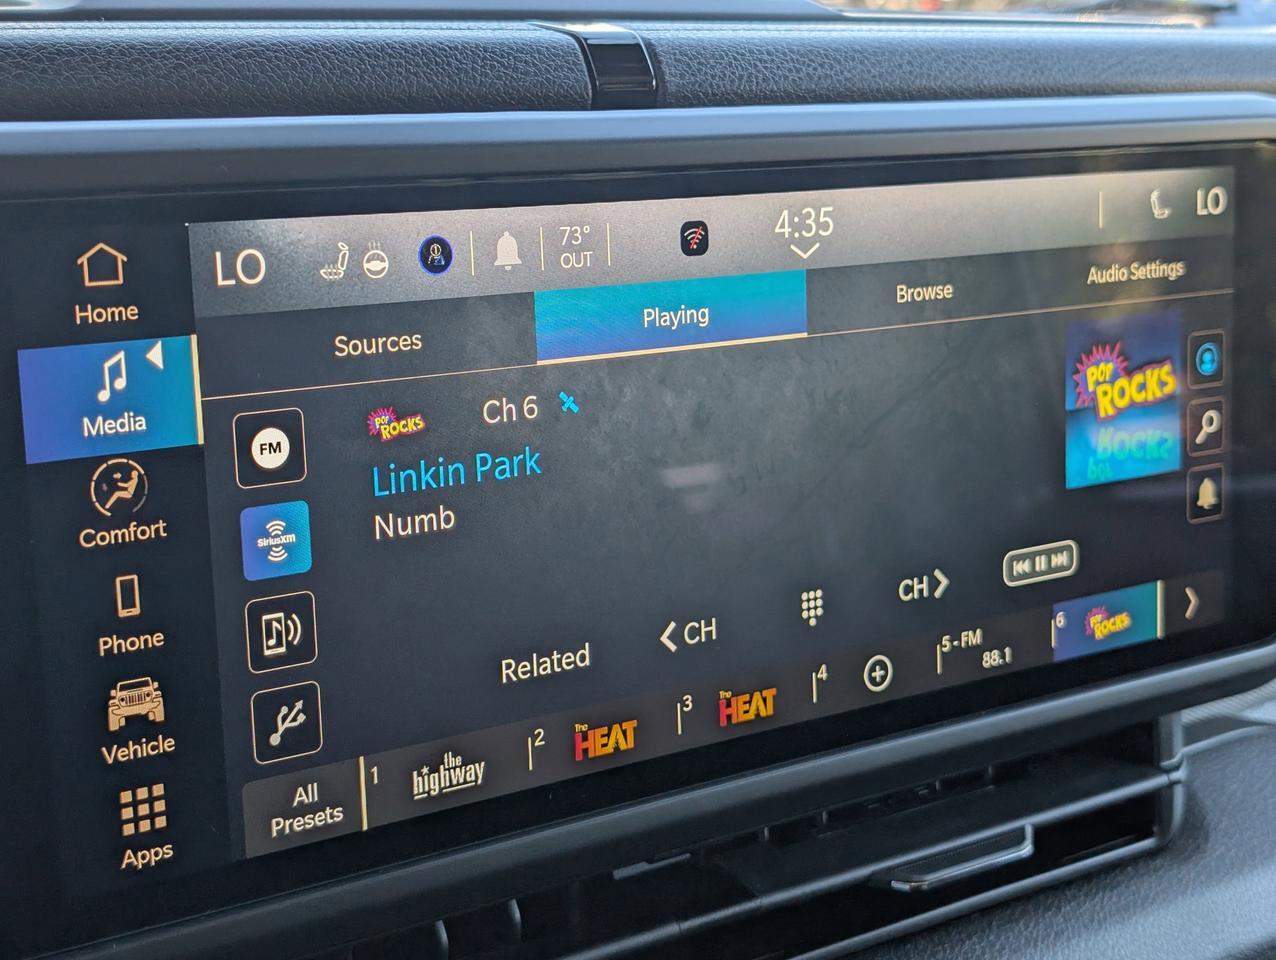 LO
73°
OUT
4:35
LO
Home
Media
Comfort
Phone
Vehicle
Apps
Sources
Playing
Browse
Audio Settings
FM
SiriusXM
POP
ROCKS
Ch 6
Linkin Park
Numb
POP
ROCKS
Related
CH
CH
All
Presets
1
the
highway
2
The
HEAT
3
The
HEAT
4
5-FM
88.1
6
POP
ROCKS